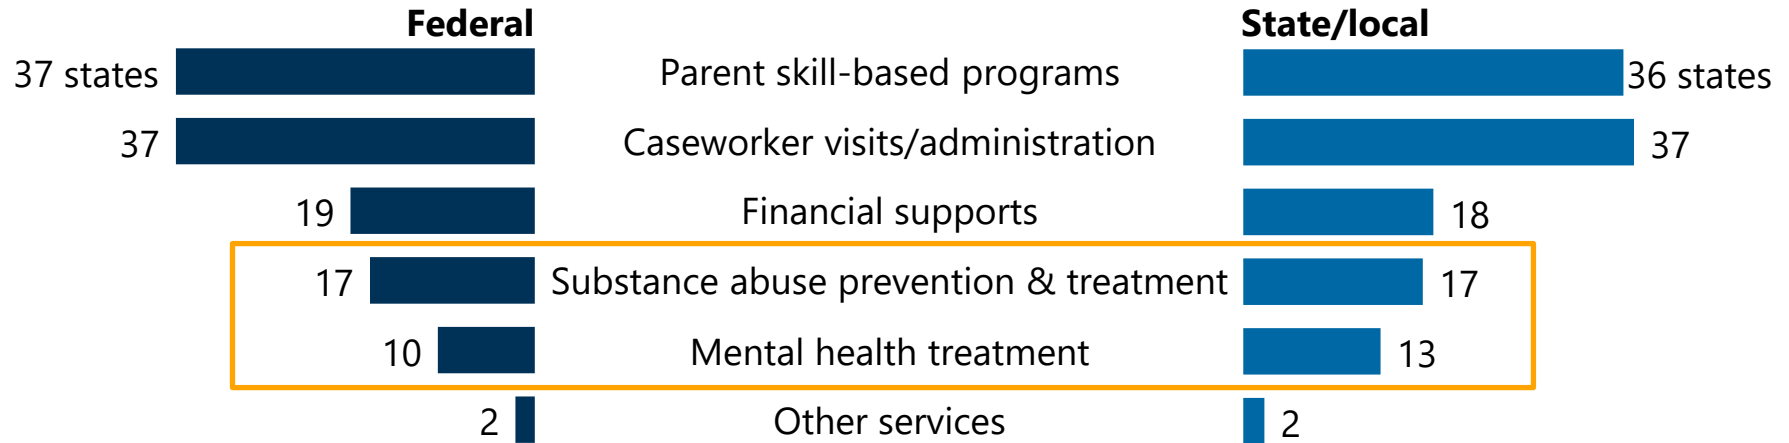 Federal State/local
37 states Parent skill-based programs 36 states
37 Caseworker visits/administration 37
19 Financial supports 18
17 Substance abuse prevention & treatment 17
10 Mental health treatment 13
2 Other services 2